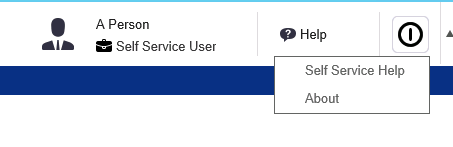 A Person
Self Service User
Help
Self Service Help
About